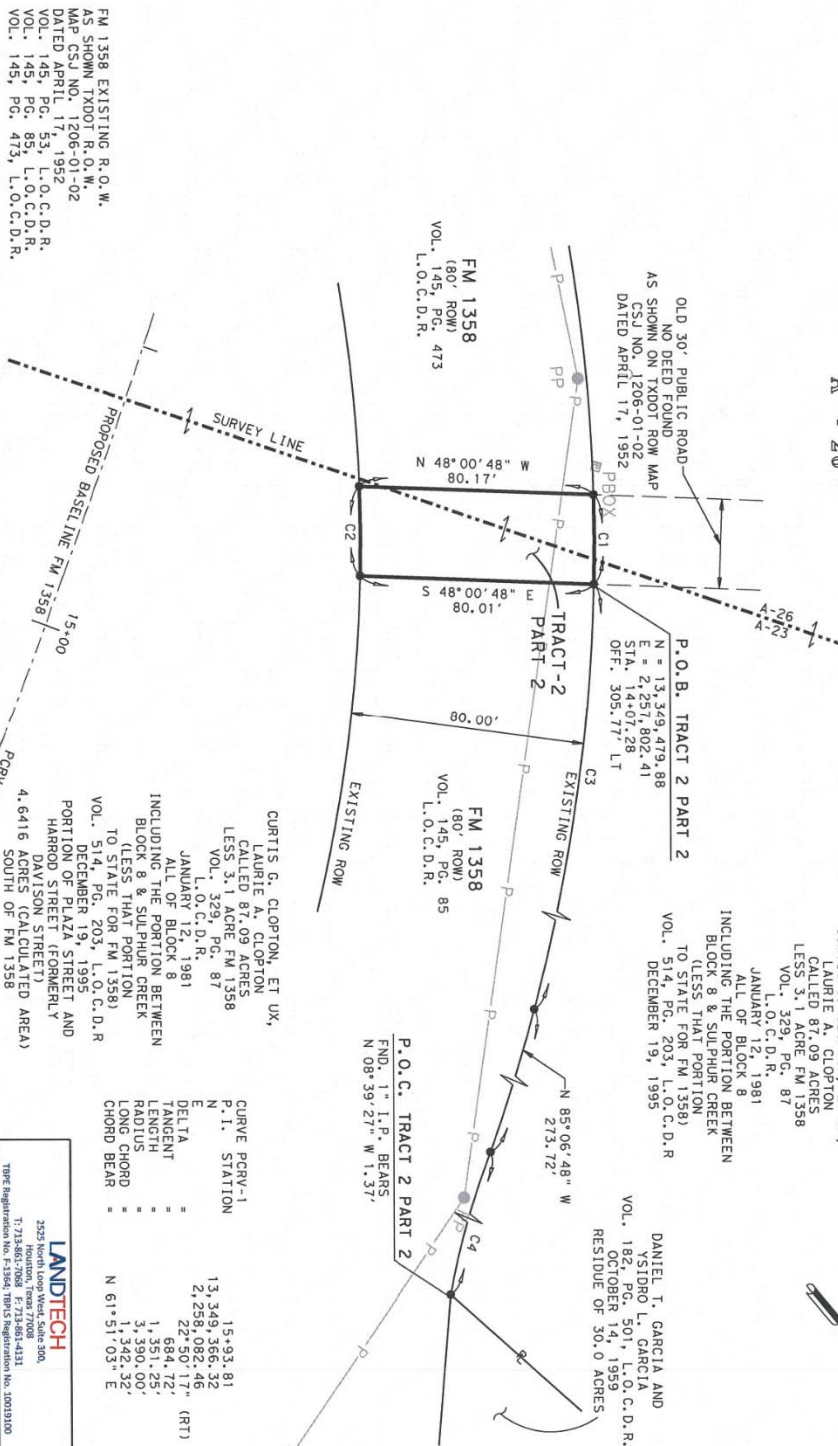 OLD 30' PUBLIC ROAD
NO DEED FOUND
AS SHOWN ON TXDOT ROW MAP
CSJ NO. 1206-01-02
DATED APRIL 17, 1952
A-26
A-23
P.O.B. TRACT 2 PART 2
N = 13,349,479.88
E = 2,257,802.41
STA. 14+07.28
OFF. 305.77' LT
LAURIE A. CLOPTON
CALLED 87.09 ACRES
LESS 3.1 ACRE FM 1358
VOL. 329, PG. 87
L.O.C.D.R.
JANUARY 12, 1981
ALL OF BLOCK 8
INCLUDING THE PORTION BETWEEN
BLOCK 8 & SULPHUR CREEK
(LESS THAT PORTION
TO STATE FOR FM 1358)
VOL. 514, PG. 203, L.O.C.D.R
DECEMBER 19, 1995
DANIEL T. GARCIA AND
YSIDRO L. GARCIA
VOL. 182, PG. 501, L.O.C.D.R.
OCTOBER 14, 1959
RESIDUE OF 30.0 ACRES
N 85°06'48" W
273.72'
PBOX
PP
P
P
P
P
P
P
P
P
P
C1
C2
C3
C4
N 48°00'48" W
80.17'
S 48°00'48" E
80.01'
TRACT-2
PART 2
80.00'
EXISTING ROW
EXISTING ROW
FM 1358
(80' ROW)
VOL. 145, PG. 473
L.O.C.D.R.
FM 1358
(80' ROW)
VOL. 145, PG. 85
L.O.C.D.R.
P.O.C. TRACT 2 PART 2
FND. 1" I.P. BEARS
N 08°39'27" W 1.37'
SURVEY LINE
PROPOSED BASELINE FM 1358
15+00
CURTIS G. CLOPTON, ET UX,
LAURIE A. CLOPTON
CALLED 87.09 ACRES
LESS 3.1 ACRE FM 1358
VOL. 329, PG. 87
L.O.C.D.R.
JANUARY 12, 1981
ALL OF BLOCK 8
INCLUDING THE PORTION BETWEEN
BLOCK 8 & SULPHUR CREEK
(LESS THAT PORTION
TO STATE FOR FM 1358)
VOL. 514, PG. 203, L.O.C.D.R
DECEMBER 19, 1995
PORTION OF PLAZA STREET AND
HARROD STREET (FORMERLY
DAVISON STREET)
4.6416 ACRES (CALCULATED AREA)
SOUTH OF FM 1358
CURVE PCRV-1
P.I. STATION 15+93.81
N 13,349,366.32
E 2,258,082.46
DELTA = 22°50'17" (RT)
TANGENT = 684.72'
LENGTH = 1,351.25'
RADIUS = 3,390.00'
LONG CHORD = 1,342.32'
CHORD BEAR = N 61°51'03" E
FM 1358 EXISTING R.O.W.
AS SHOWN TXDOT R.O.W.
MAP CSJ NO. 1206-01-02
DATED APRIL 17, 1952
VOL. 145, PG. 53, L.O.C.D.R.
VOL. 145, PG. 85, L.O.C.D.R.
VOL. 145, PG. 473, L.O.C.D.R.
LANDTECH
2525 North Loop West, Suite 300,
Houston, Texas 77008
T: 713-861-7068 F: 713-861-4131
TBPE Registration No. F-1364; TBPLS Registration No. 10019100